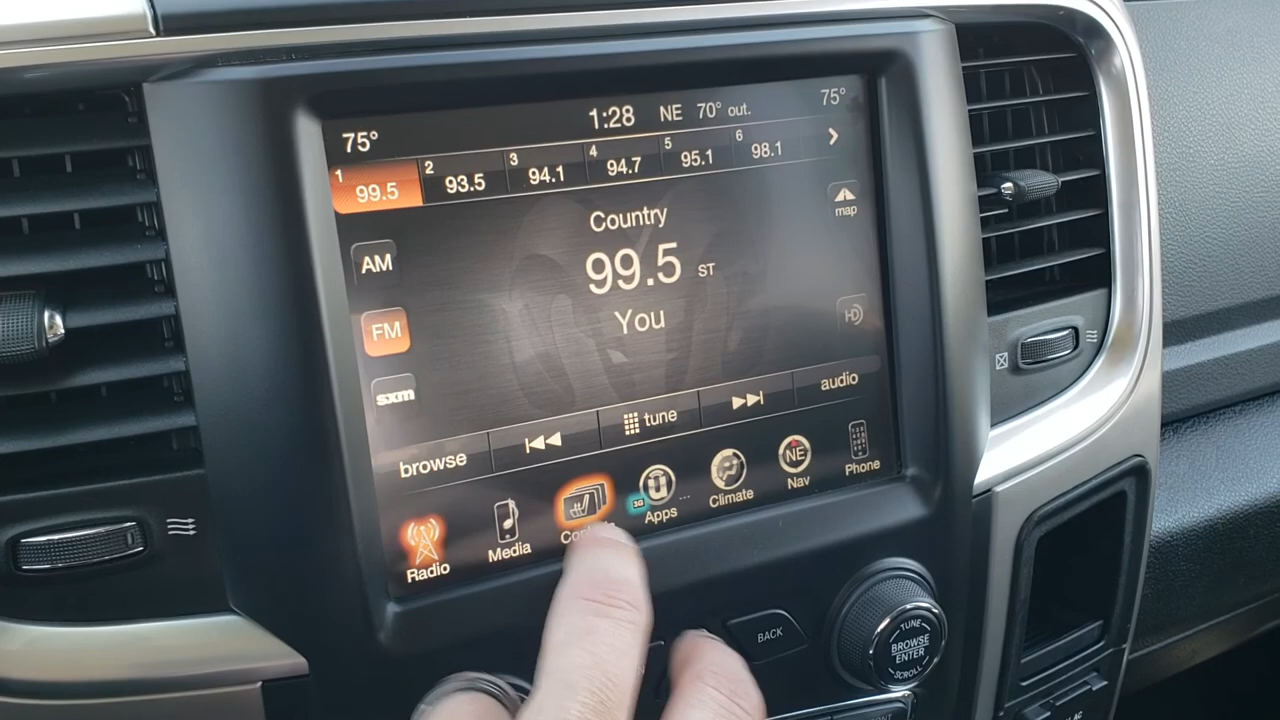 75° 1:28 NE 70° out. 75°
1 99.5 2 93.5 3 94.1 4 94.7 5 95.1 6 98.1
map
Country
AM
99.5 ST
FM
You
HD
sxm
browse tune audio
Radio Media 3G Apps ... Climate NE Nav Phone
BACK
TUNE
BROWSE
ENTER
SCROLL